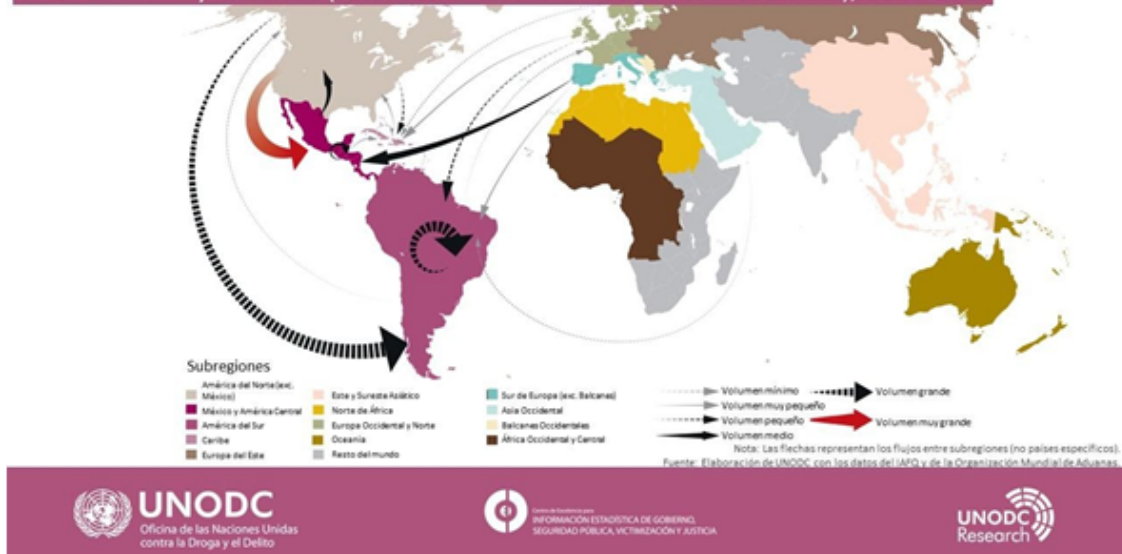 Subregiones
América del Norte (exc. México)
México y América Central
América del Sur
Caribe
Europa del Este
Este y Sureste Asiático
Norte de África
Europa Occidental y Norte
Oceanía
Resto del mundo
Sur de Europa (exc. Balcanes)
Asia Occidental
Balcanes Occidentales
África Occidental y Central
Volumen mínimo
Volumen muy pequeño
Volumen pequeño
Volumen medio
Volumen grande
Volumen muy grande
Nota: Las flechas representan los flujos entre subregiones (no países específicos).
Fuente: Elaboración de UNODC con los datos del IAFQ y de la Organización Mundial de Aduanas.
UNODC
Oficina de las Naciones Unidas
contra la Droga y el Delito
Centro de Excelencia para
INFORMACIÓN ESTADÍSTICA DE GOBIERNO,
SEGURIDAD PÚBLICA, VICTIMIZACIÓN Y JUSTICIA
UNODC
Research